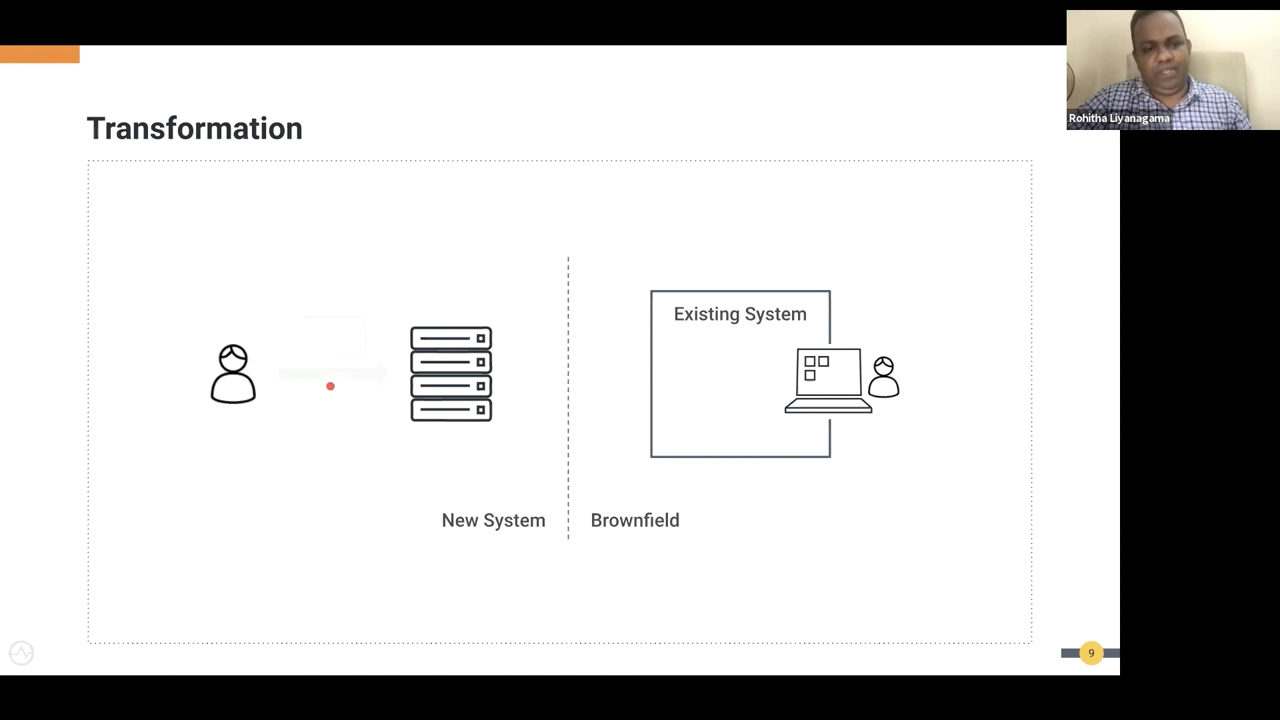 Rohitha Liyanagama
Transformation
Existing System
New System
Brownfield
9